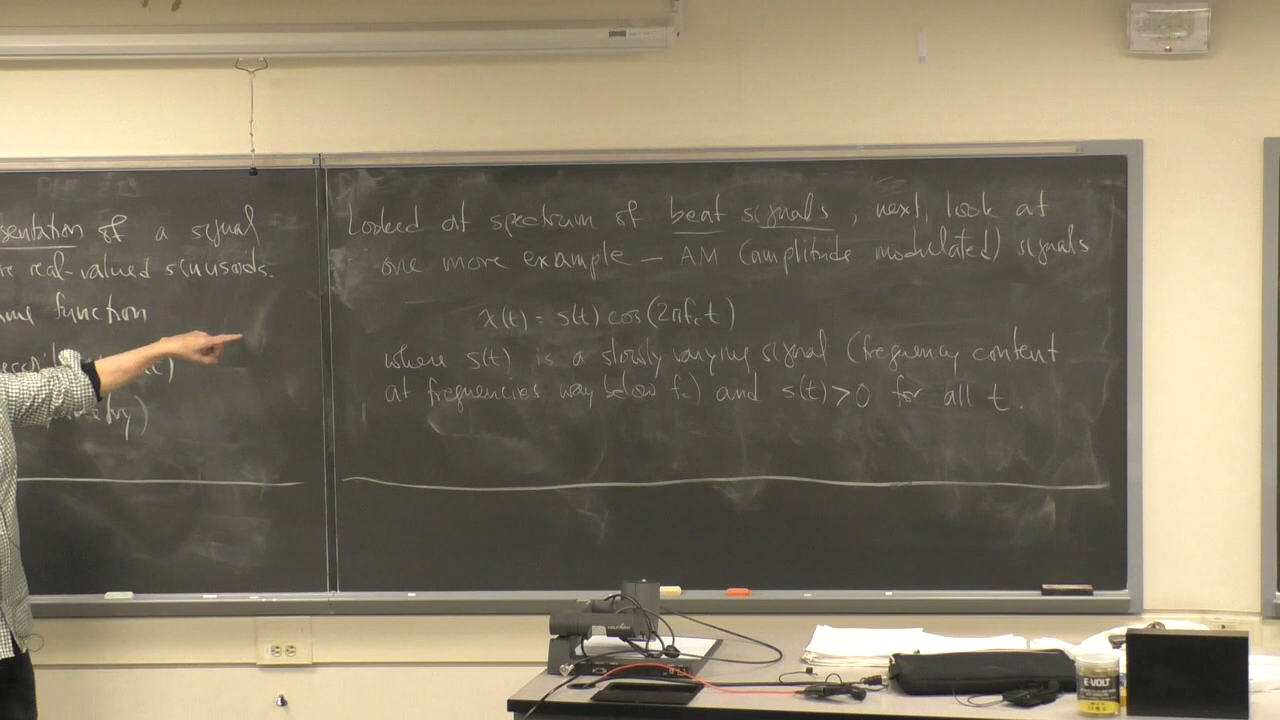 sentation of a signal
re real-valued sinusoids.
function
Looked at spectrum of beat signals, next, look at
one more example – AM (amplitude modulated) signals
x(t) = s(t) cos(2πfct)
where s(t) is a slowly varying signal (frequency content
at frequencies way below fc) and s(t) > 0 for all t.
E-VOLT